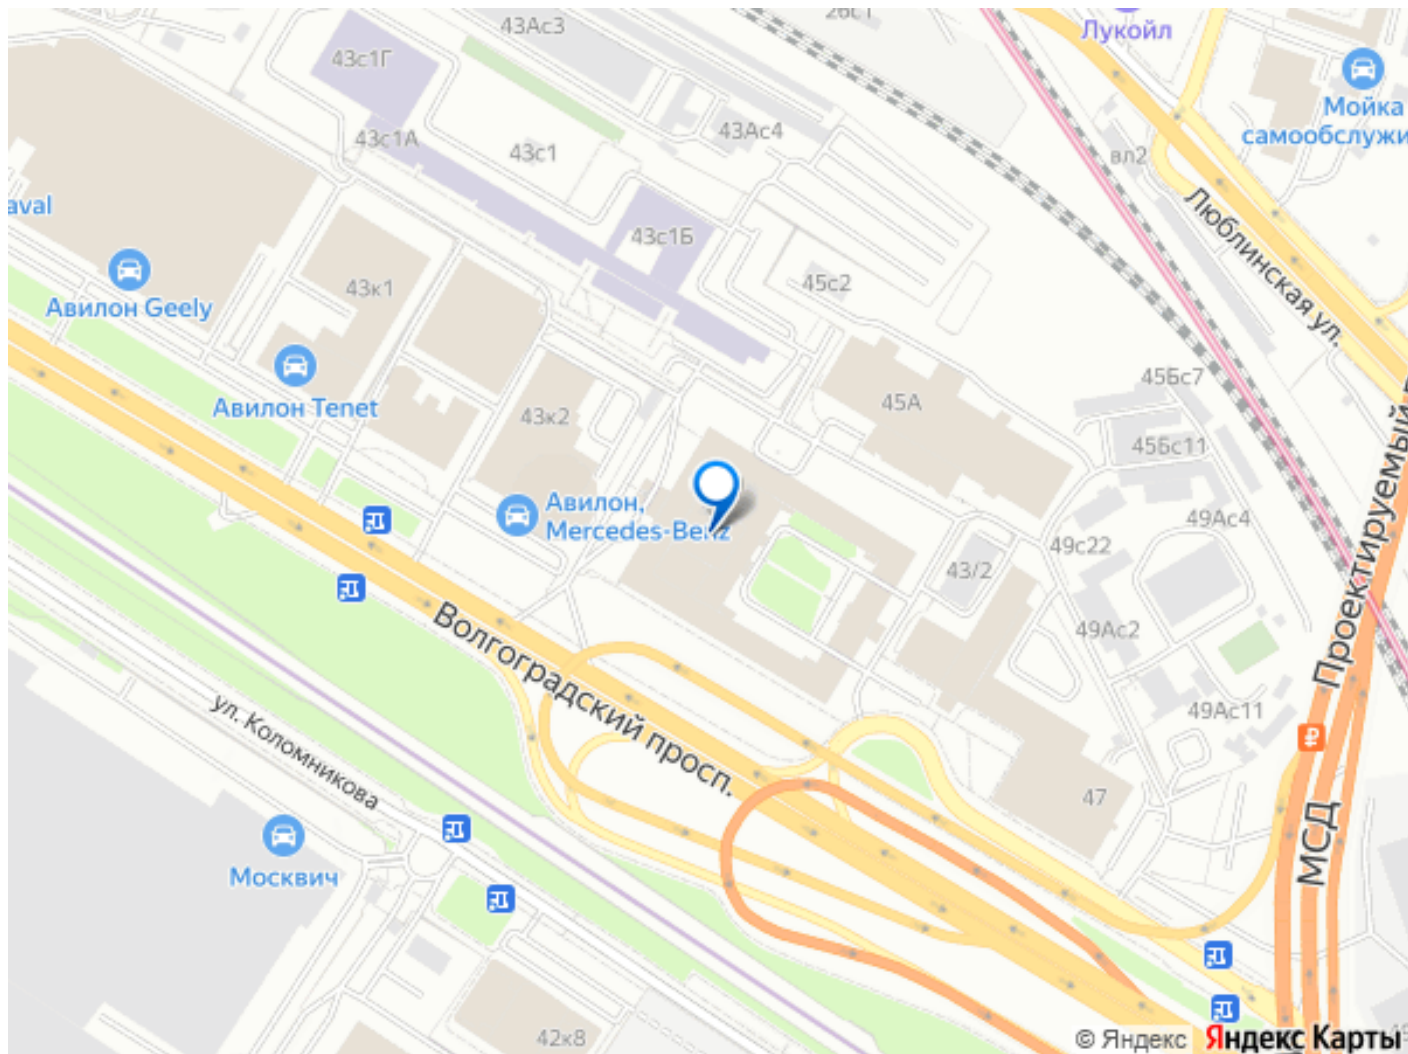 43Ас3
26с1
Лукойл
43с1Г
Мойка
самообслужи
43Ас4
43с1А
43с1
вл2
aval
Люблинская ул.
43с1Б
43к1
45с2
Авилон Geely
45Бс7
Авилон Tenet
43к2
45А
45Бс11
Авилон,
Mercedes-Benz
49Ас4
49с22
43/2
Проектируемый
49Ас2
Волгоградский просп.
ул. Коломникова
49Ас11
47
МСД
Москвич
42к8
© Яндекс Яндекс Карты